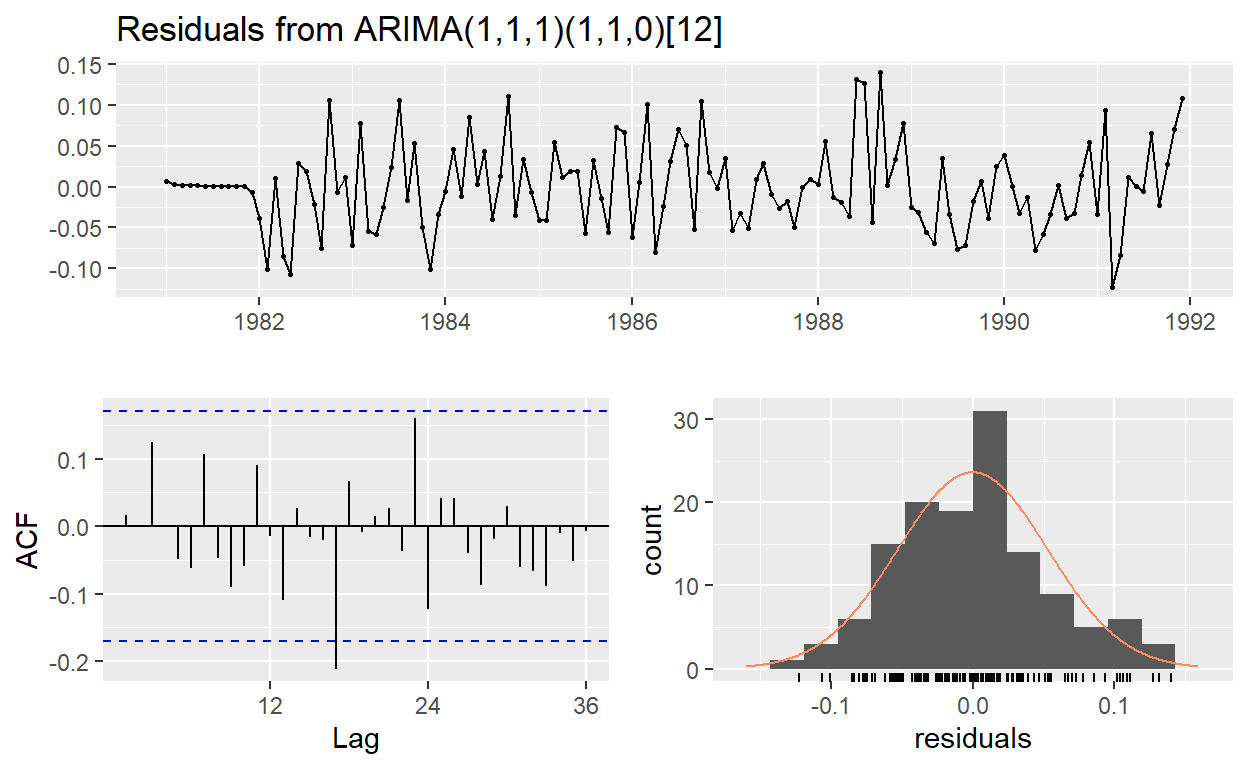 Residuals from ARIMA(1,1,1)(1,1,0)[12]
0.15
0.10
0.05
0.00
-0.05
-0.10
1982 1984 1986 1988 1990 1992
ACF
0.1
0.0
-0.1
-0.2
12 24 36
Lag
count
30
20
10
0
-0.1 0.0 0.1
residuals